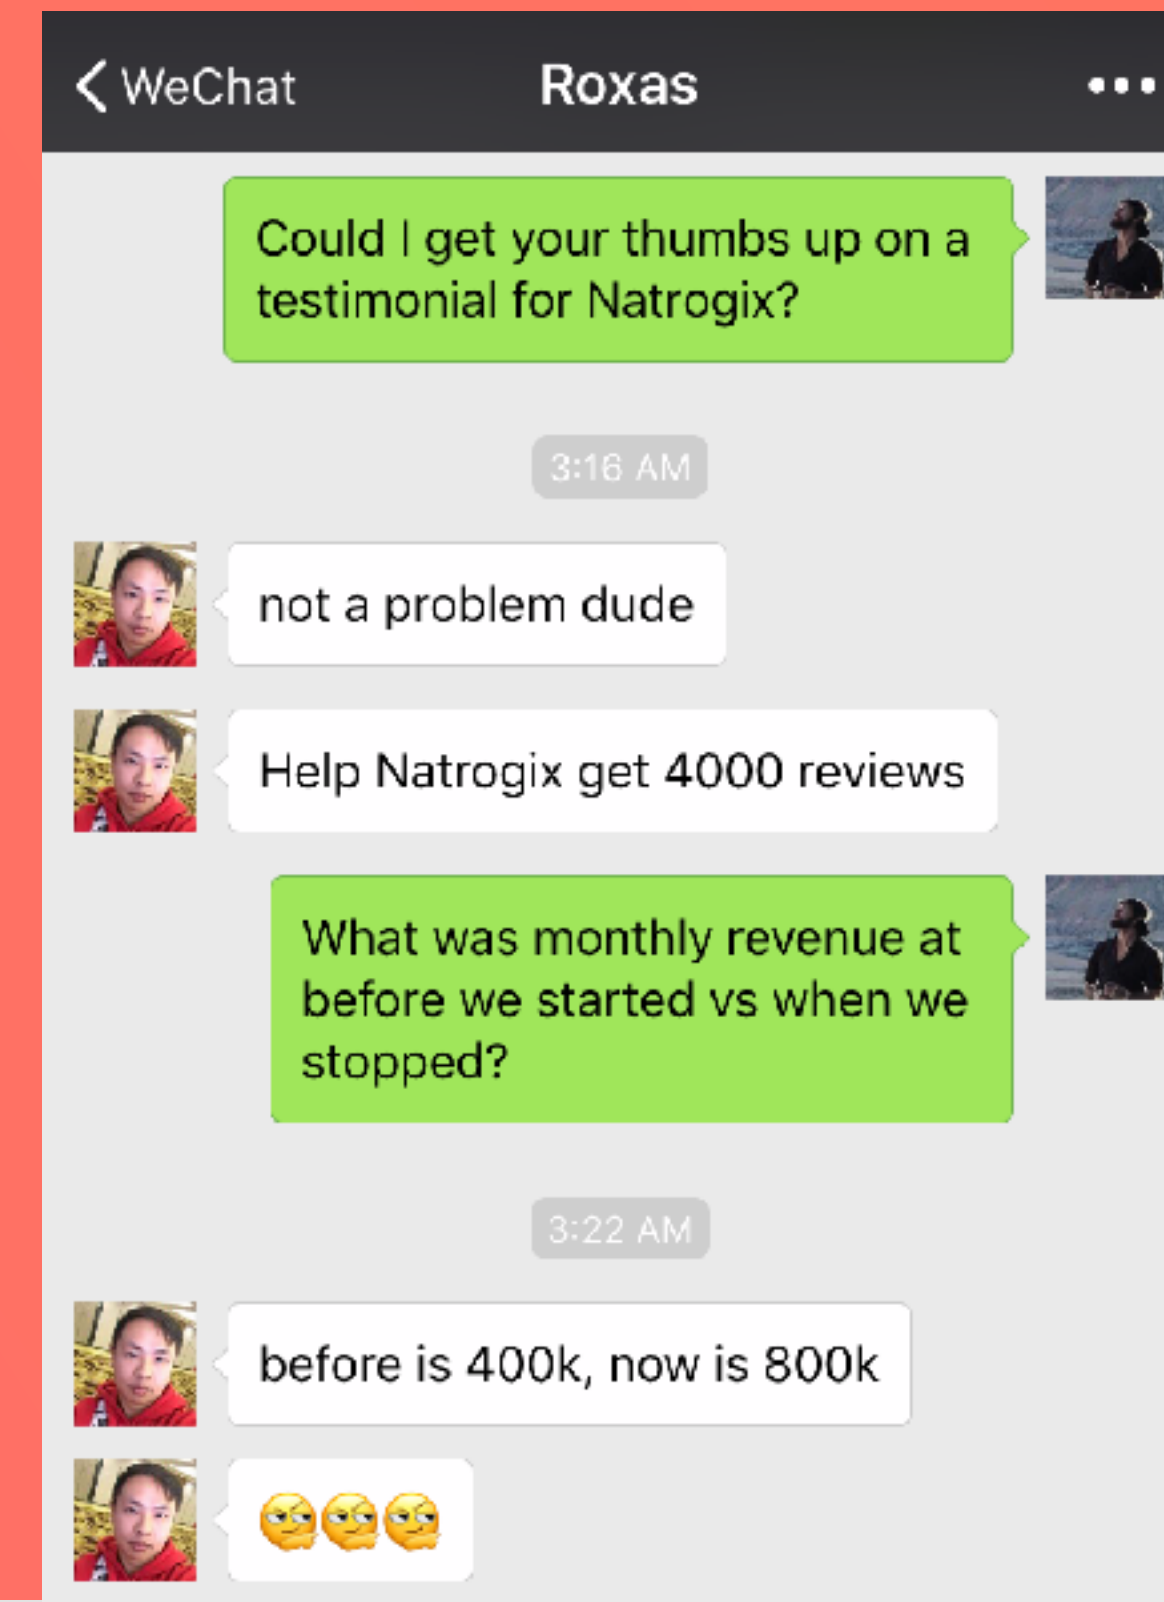 WeChat
Roxas
Could I get your thumbs up on a
testimonial for Natrogix?
3:16 AM
not a problem dude
Help Natrogix get 4000 reviews
What was monthly revenue at
before we started vs when we
stopped?
3:22 AM
before is 400k, now is 800k